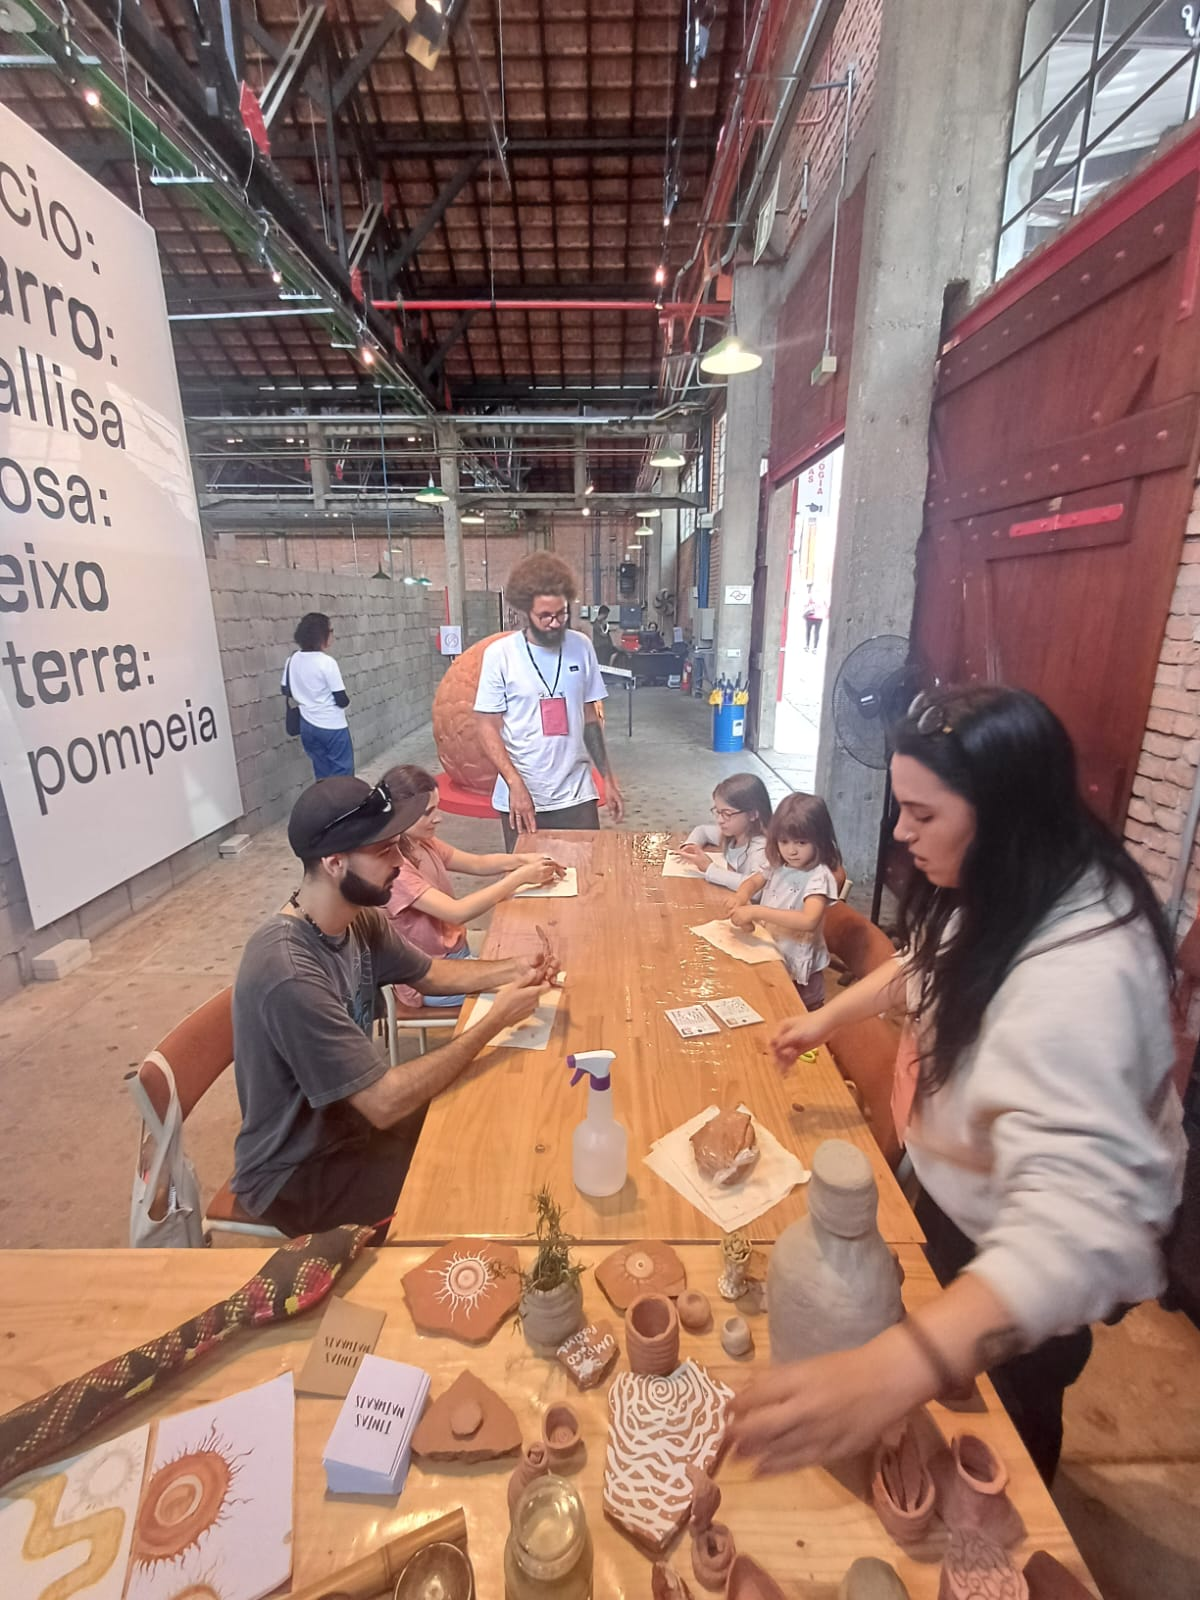 cio:
arro:
allisa
osa:
eixo
terra:
pompeia
TINTAS
NATURAIS
TINTAS
NATURAIS